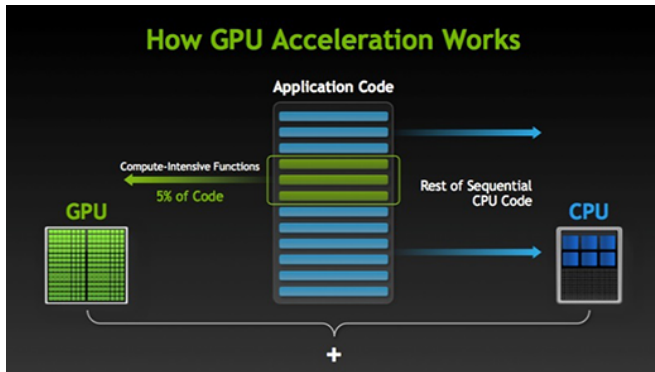 How GPU Acceleration Works
Application Code
Compute-Intensive Functions
5% of Code
Rest of Sequential
CPU Code
GPU
CPU
+